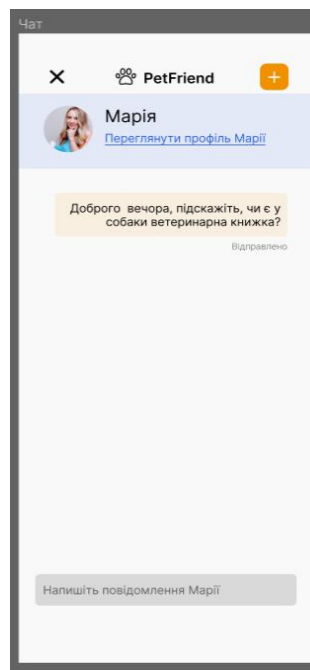 Чат
PetFriend
Марія
Переглянути профіль Марії
Доброго вечора, підскажіть, чи є у
собаки ветеринарна книжка?
Відправлено
Напишіть повідомлення Марії